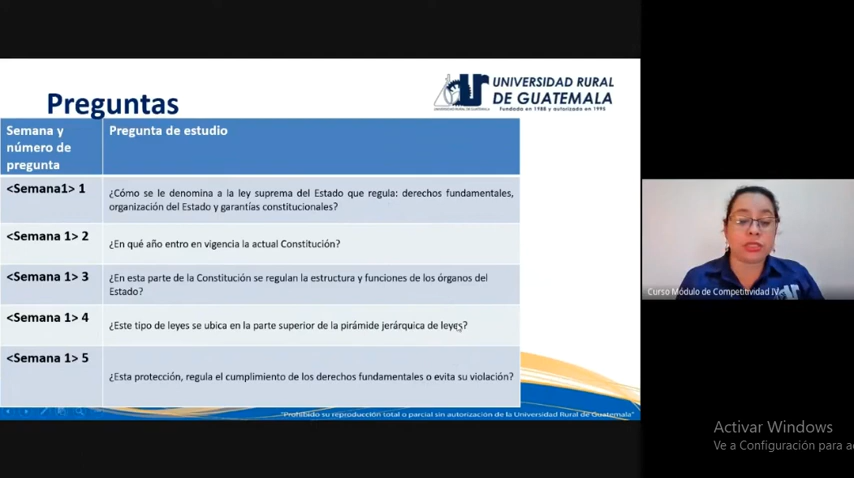 Preguntas
UNIVERSIDAD RURAL
DE GUATEMALA
Fundada en 1988 y autorizada en 1995
Semana y
número de
pregunta
Pregunta de estudio
<Semana1> 1
¿Cómo se le denomina a la ley suprema del Estado que regula: derechos fundamentales,
organización del Estado y garantías constitucionales?
<Semana 1> 2
¿En qué año entro en vigencia la actual Constitución?
<Semana 1> 3
¿En esta parte de la Constitución se regulan la estructura y funciones de los órganos del
Estado?
<Semana 1> 4
¿Este tipo de leyes se ubica en la parte superior de la pirámide jerárquica de leyes?
<Semana 1> 5
¿Esta protección, regula el cumplimiento de los derechos fundamentales o evita su violación?
"Prohibido su reproducción total o parcial sin autorización de la Universidad Rural de Guatemala"
Curso Módulo de Competitividad IV
Activar Windows
Ve a Configuración para